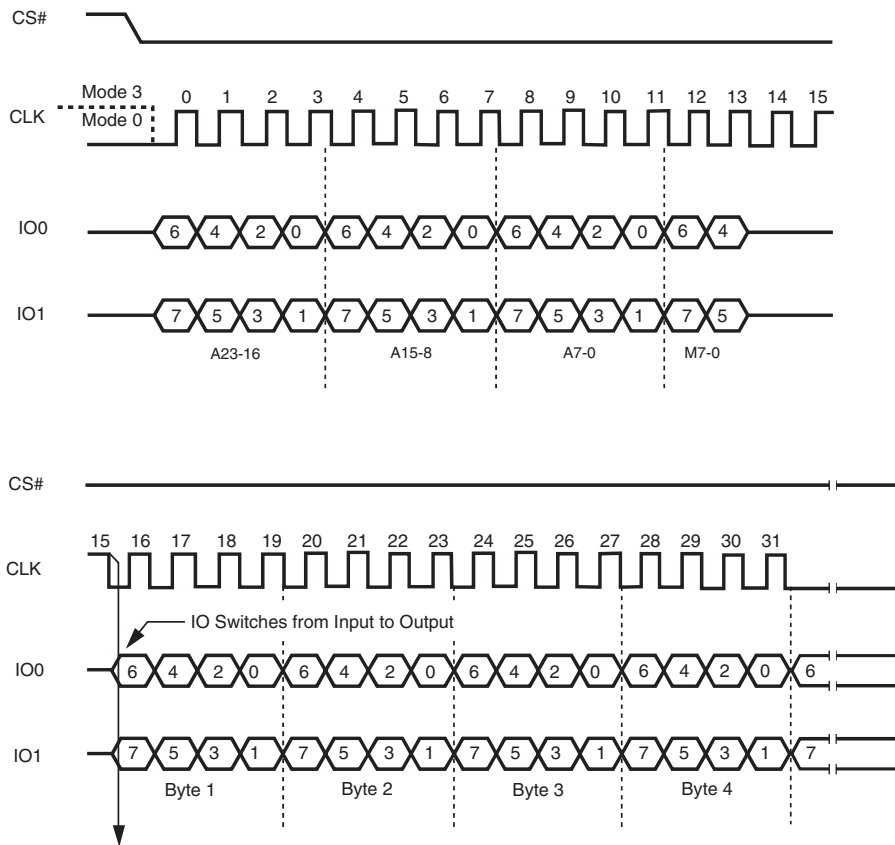 CS#
Mode 3
CLK
Mode 0
0 1 2 3 4 5 6 7 8 9 10 11 12 13 14 15
IO0
6 4 2 0 6 4 2 0 6 4 2 0 6 4
IO1
7 5 3 1 7 5 3 1 7 5 3 1 7 5
A23-16 A15-8 A7-0 M7-0
CS#
15 16 17 18 19 20 21 22 23 24 25 26 27 28 29 30 31
CLK
IO Switches from Input to Output
IO0
6 4 2 0 6 4 2 0 6 4 2 0 6 4 2 0 6
IO1
7 5 3 1 7 5 3 1 7 5 3 1 7 5 3 1 7
Byte 1 Byte 2 Byte 3 Byte 4